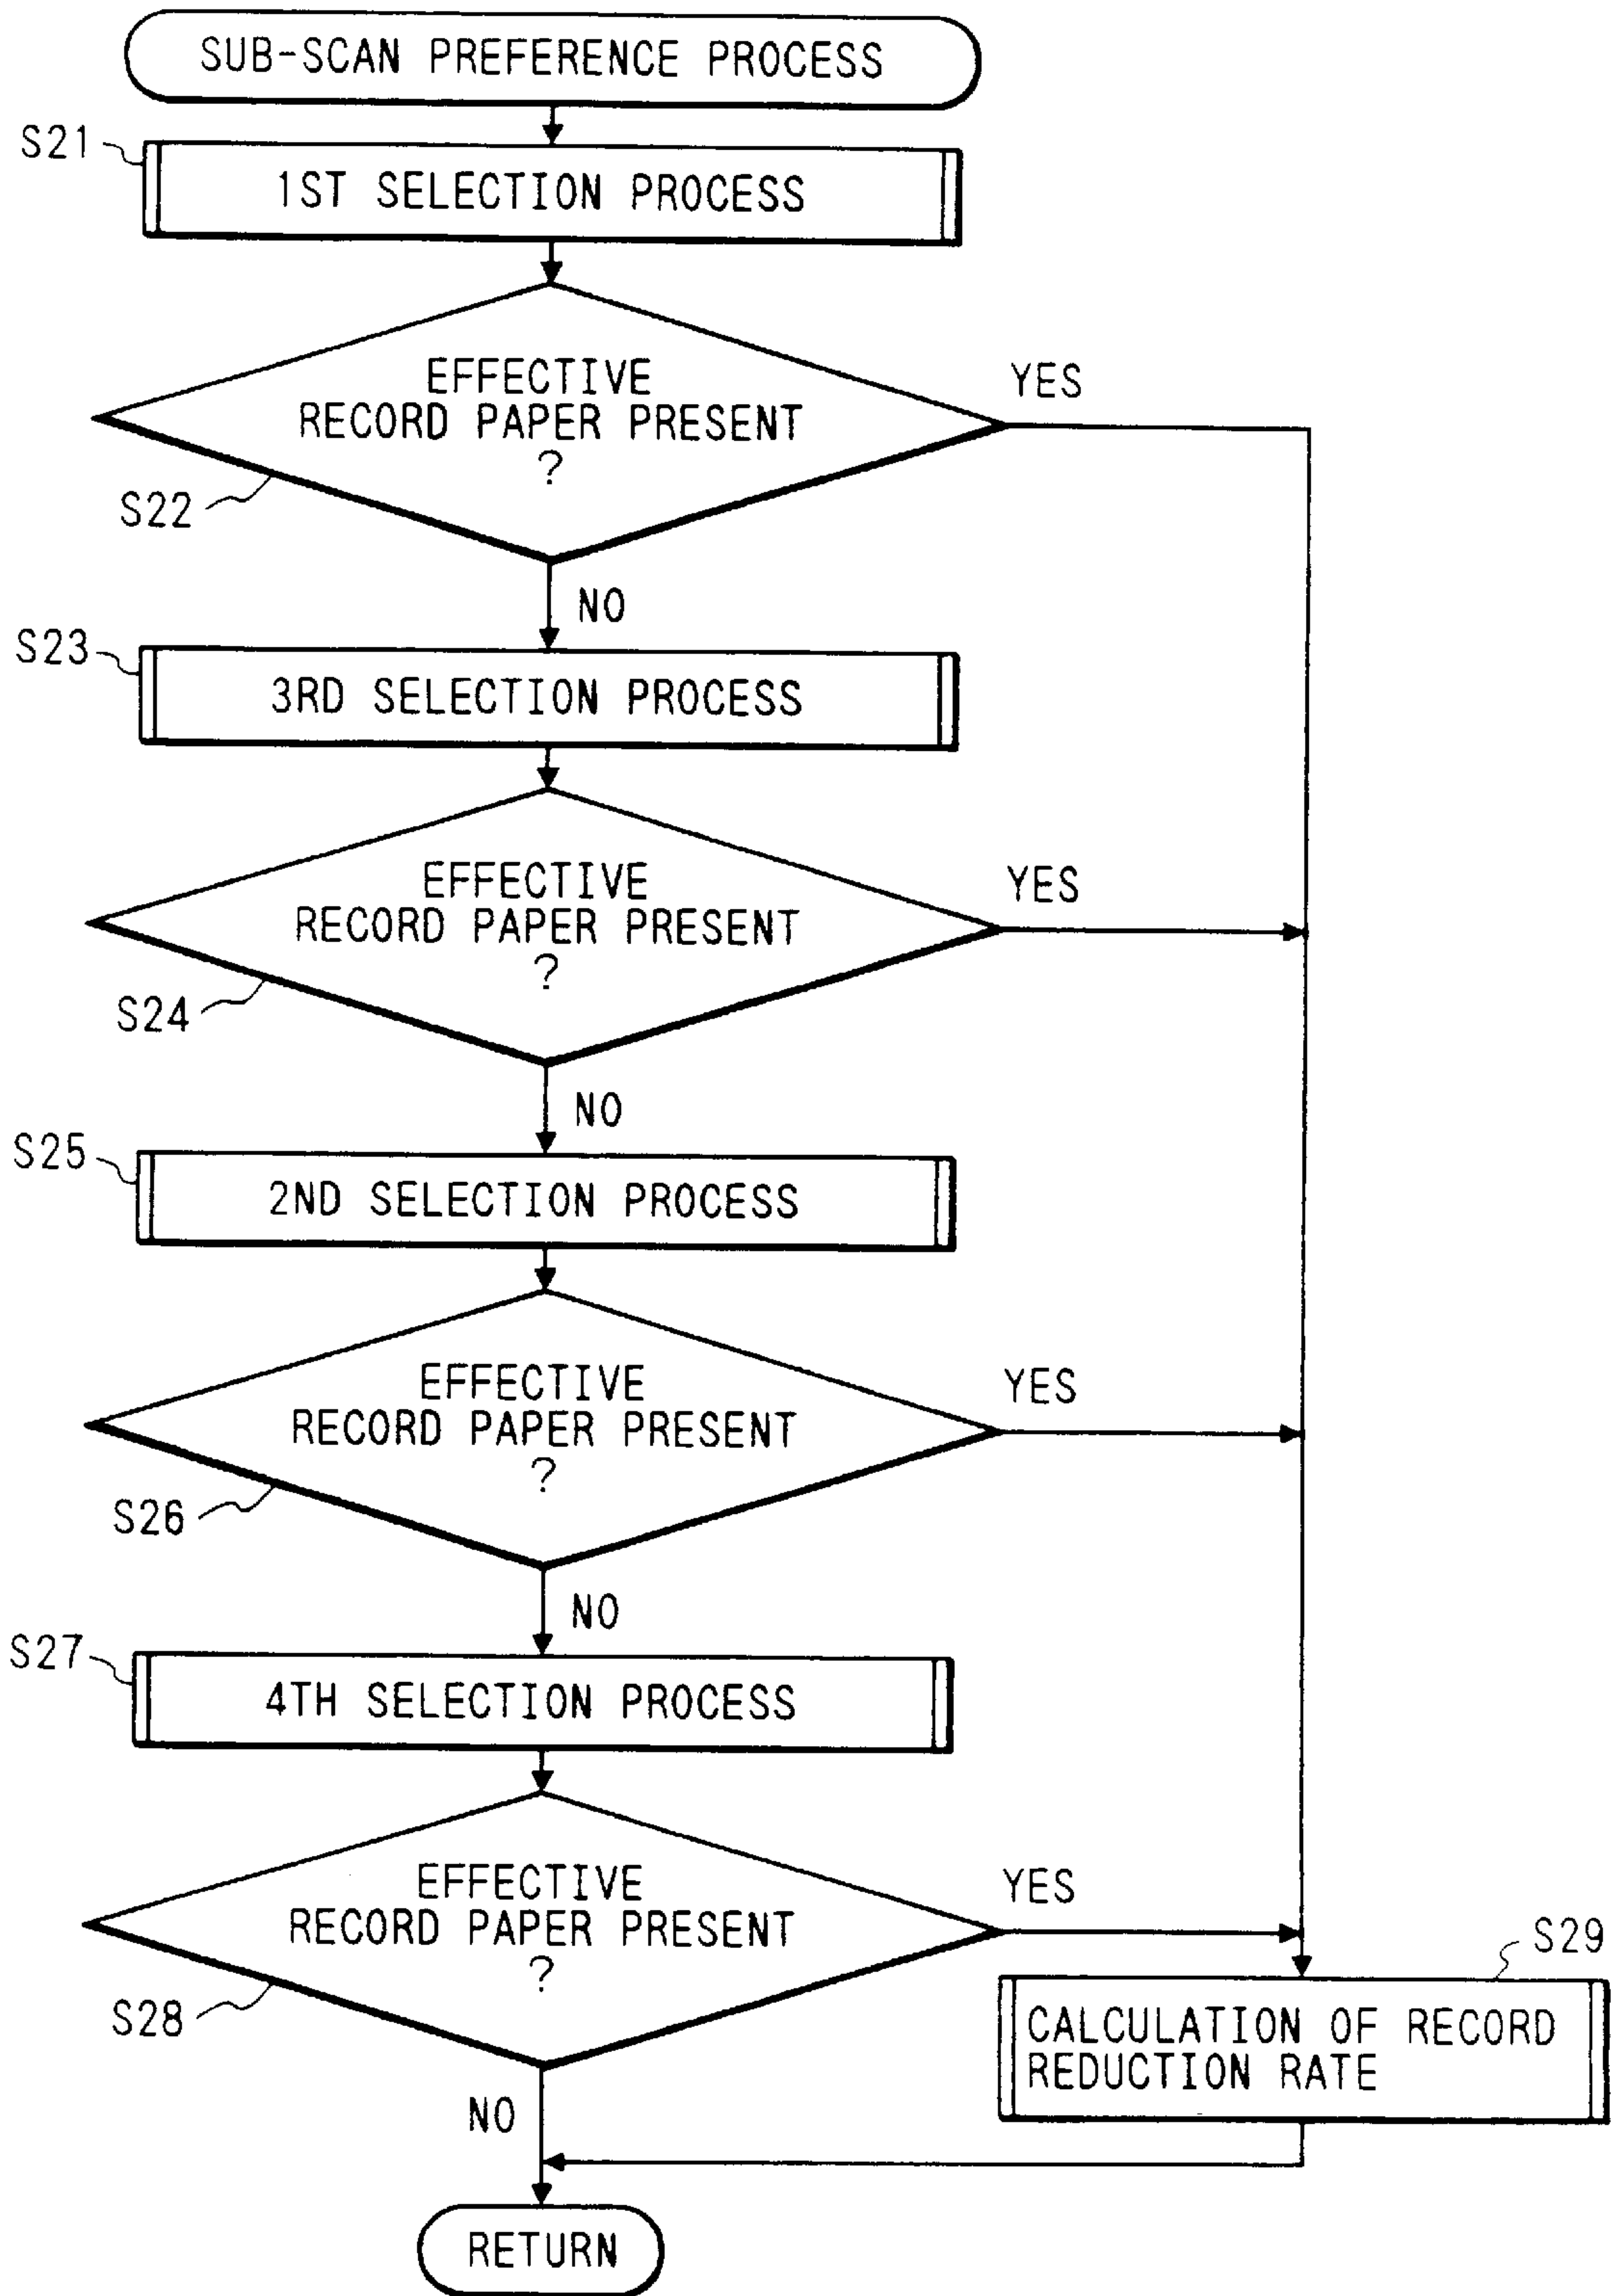 SUB-SCAN PREFERENCE PROCESS
S21
1ST SELECTION PROCESS
EFFECTIVE
RECORD PAPER PRESENT
?
YES
S22
NO
S23
3RD SELECTION PROCESS
EFFECTIVE
RECORD PAPER PRESENT
?
YES
S24
NO
S25
2ND SELECTION PROCESS
EFFECTIVE
RECORD PAPER PRESENT
?
YES
S26
NO
S27
4TH SELECTION PROCESS
EFFECTIVE
RECORD PAPER PRESENT
?
YES
S28
S29
CALCULATION OF RECORD
REDUCTION RATE
NO
RETURN